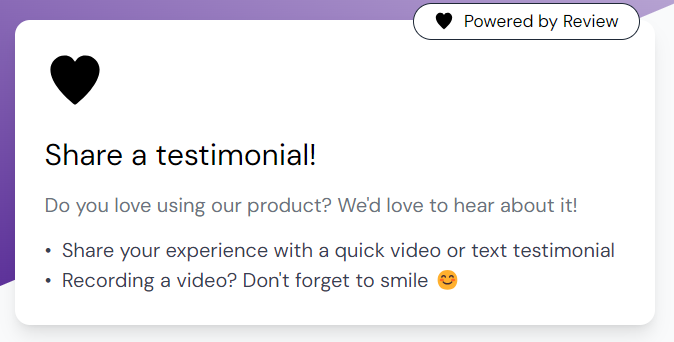 Powered by Review
Share a testimonial!
Do you love using our product? We'd love to hear about it!
• Share your experience with a quick video or text testimonial
• Recording a video? Don't forget to smile 😊